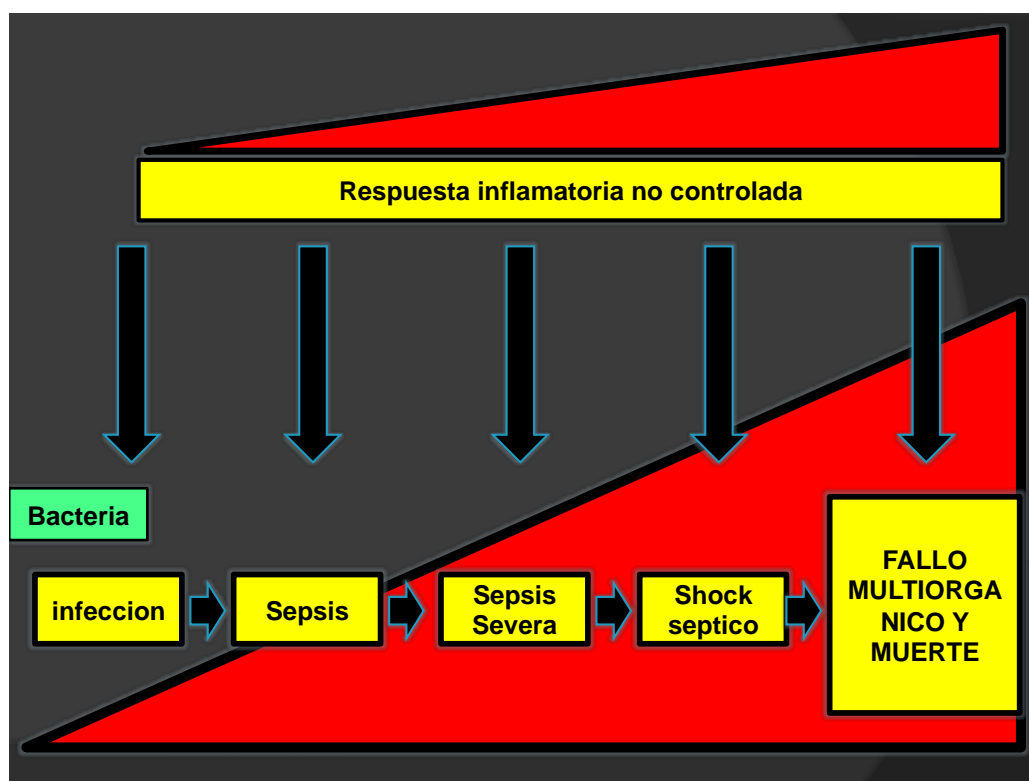 Respuesta inflamatoria no controlada
Bacteria
infeccion
Sepsis
Sepsis
Severa
Shock
septico
FALLO
MULTIORGA
NICO Y
MUERTE